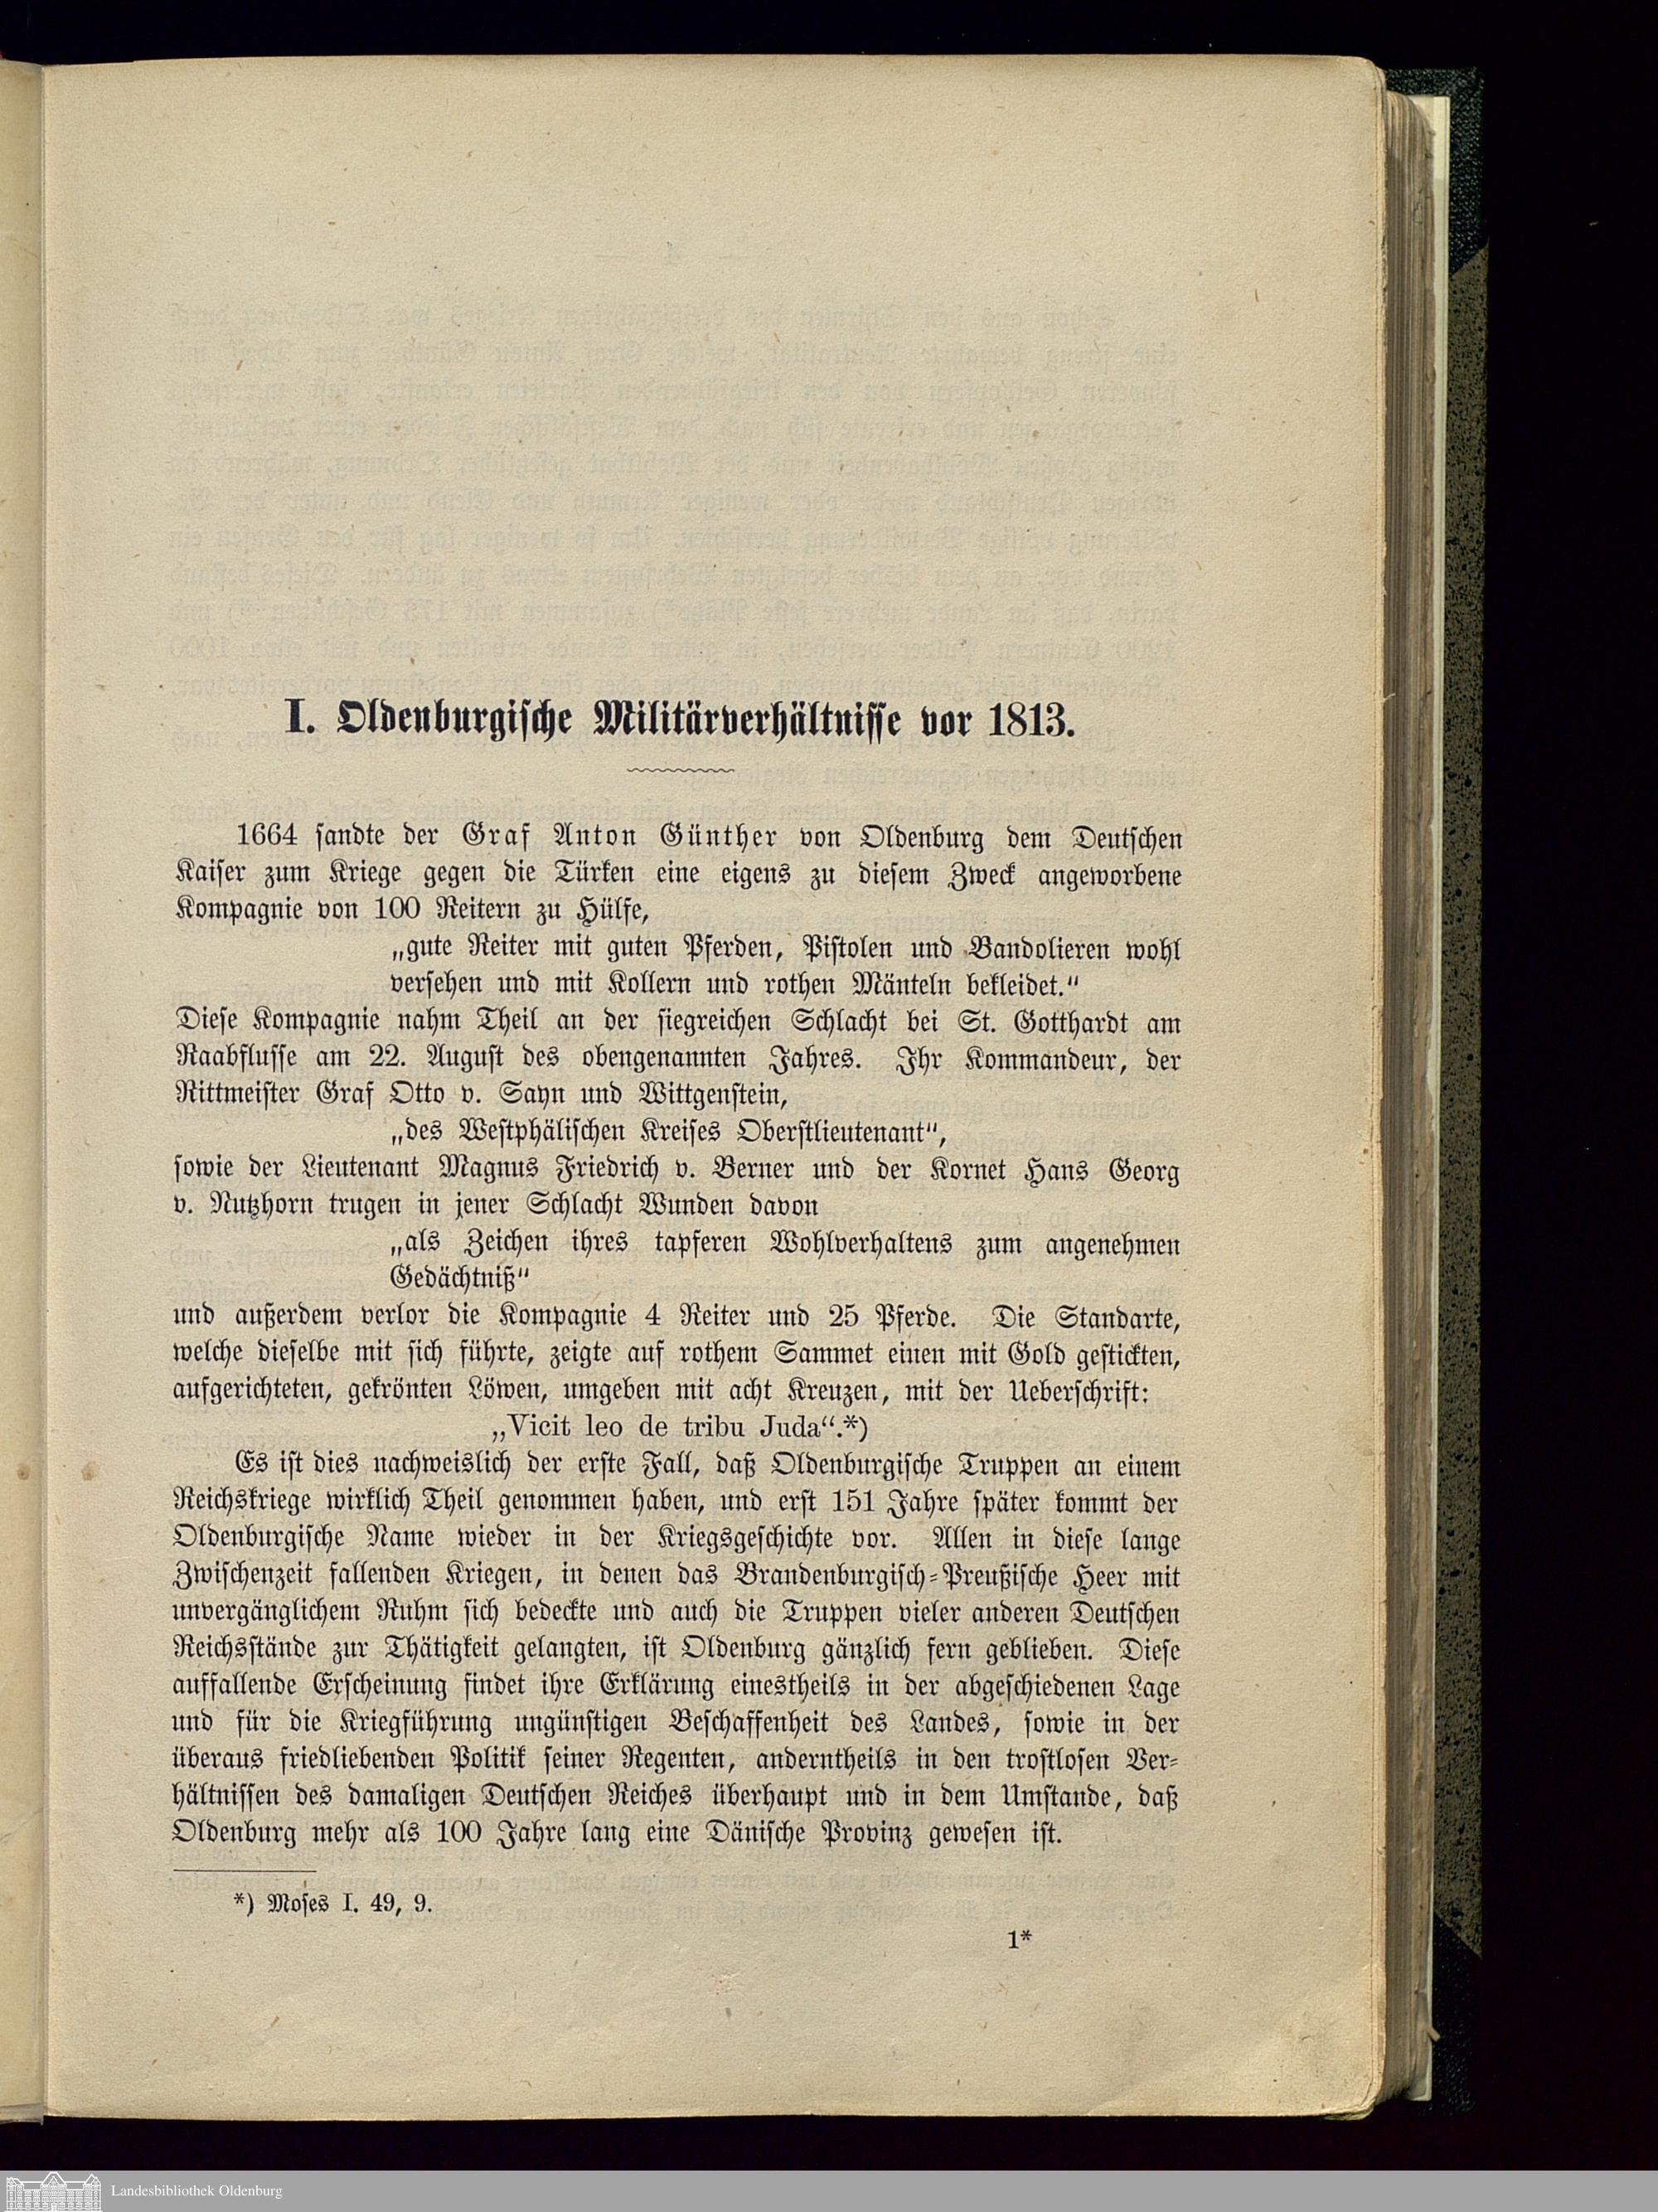 I. Oldenburgische Militärverhältnisse vor 1813.
1664 sandte der Graf Anton Günther von Oldenburg dem Deutschen
Kaiser zum Kriege gegen die Türken eine eigens zu diesem Zweck angeworbene
Kompagnie von 100 Reitern zu Hülfe,
„gute Reiter mit guten Pferden, Pistolen und Bandolieren wohl
versehen und mit Kollern und rothen Mänteln bekleidet."
Diese Kompagnie nahm Theil an der siegreichen Schlacht bei St. Gotthardt am
Raabflusse am 22. August des obengenannten Jahres. Ihr Kommandeur, der
Rittmeister Graf Otto v. Sayn und Wittgenstein,
„des Westphälischen Kreises Oberstlieutenant",
sowie der Lieutenant Magnus Friedrich v. Berner und der Kornet Hans Georg
v. Nutzhorn trugen in jener Schlacht Wunden davon
„als Zeichen ihres tapferen Wohlverhaltens zum angenehmen
Gedächtniß"
und außerdem verlor die Kompagnie 4 Reiter und 25 Pferde. Die Standarte,
welche dieselbe mit sich führte, zeigte auf rothem Sammet einen mit Gold gestickten,
aufgerichteten, gekrönten Löwen, umgeben mit acht Kreuzen, mit der Ueberschrift:
„Vicit leo de tribu Juda".*)
Es ist dies nachweislich der erste Fall, daß Oldenburgische Truppen an einem
Reichskriege wirklich Theil genommen haben, und erst 151 Jahre später kommt der
Oldenburgische Name wieder in der Kriegsgeschichte vor. Allen in diese lange
Zwischenzeit fallenden Kriegen, in denen das Brandenburgisch-Preußische Heer mit
unvergänglichem Ruhm sich bedeckte und auch die Truppen vieler anderen Deutschen
Reichsstände zur Thätigkeit gelangten, ist Oldenburg gänzlich fern geblieben. Diese
auffallende Erscheinung findet ihre Erklärung einestheils in der abgeschiedenen Lage
und für die Kriegführung ungünstigen Beschaffenheit des Landes, sowie in der
überaus friedliebenden Politik seiner Regenten, anderntheils in den trostlosen Ver-
hältnissen des damaligen Deutschen Reiches überhaupt und in dem Umstande, daß
Oldenburg mehr als 100 Jahre lang eine Dänische Provinz gewesen ist.
*) Moses I. 49, 9.
1*
Landesbibliothek Oldenburg